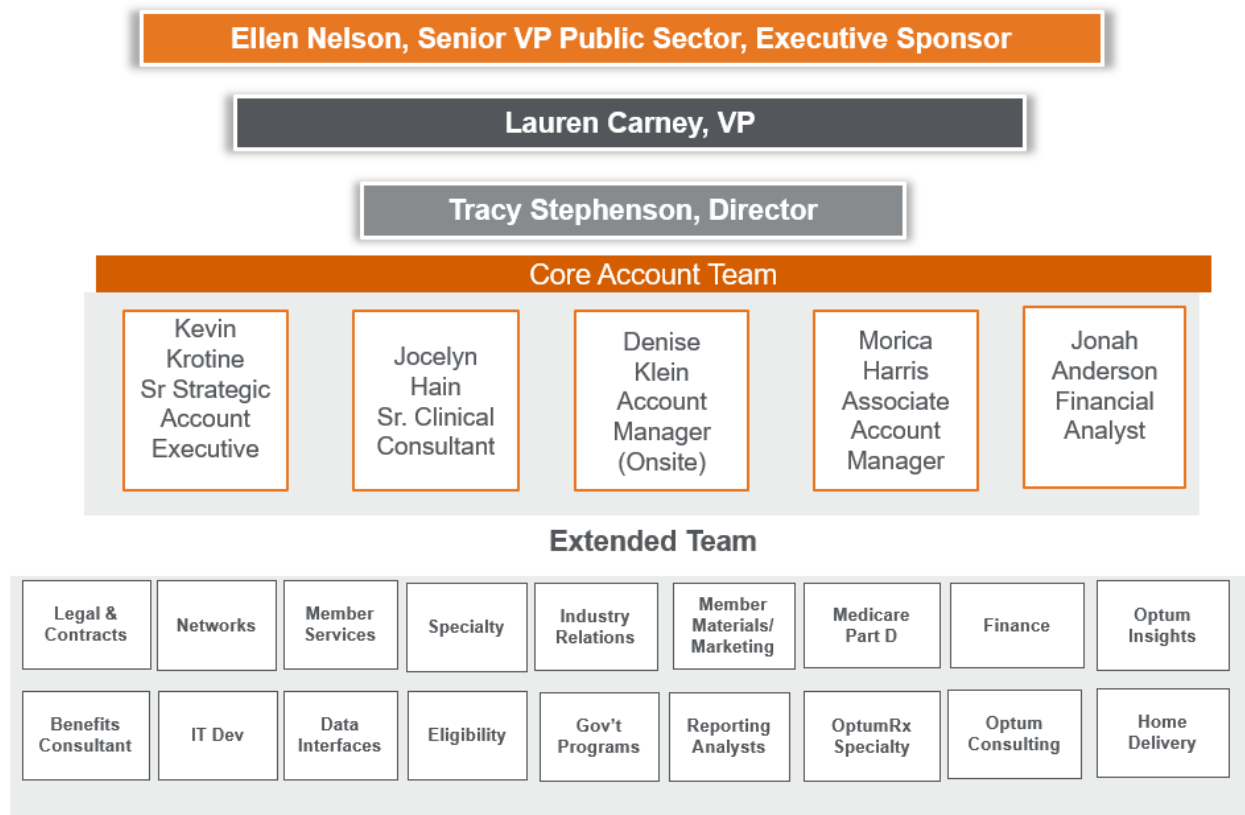 Ellen Nelson, Senior VP Public Sector, Executive Sponsor
Lauren Carney, VP
Tracy Stephenson, Director
Core Account Team
Kevin
Krotine
Sr Strategic
Account
Executive
Jocelyn
Hain
Sr. Clinical
Consultant
Denise
Klein
Account
Manager
(Onsite)
Morica
Harris
Associate
Account
Manager
Jonah
Anderson
Financial
Analyst
Extended Team
Legal &
Contracts
Networks
Member
Services
Specialty
Industry
Relations
Member
Materials/
Marketing
Medicare
Part D
Finance
Optum
Insights
Benefits
Consultant
IT Dev
Data
Interfaces
Eligibility
Gov't
Programs
Reporting
Analysts
OptumRx
Specialty
Optum
Consulting
Home
Delivery